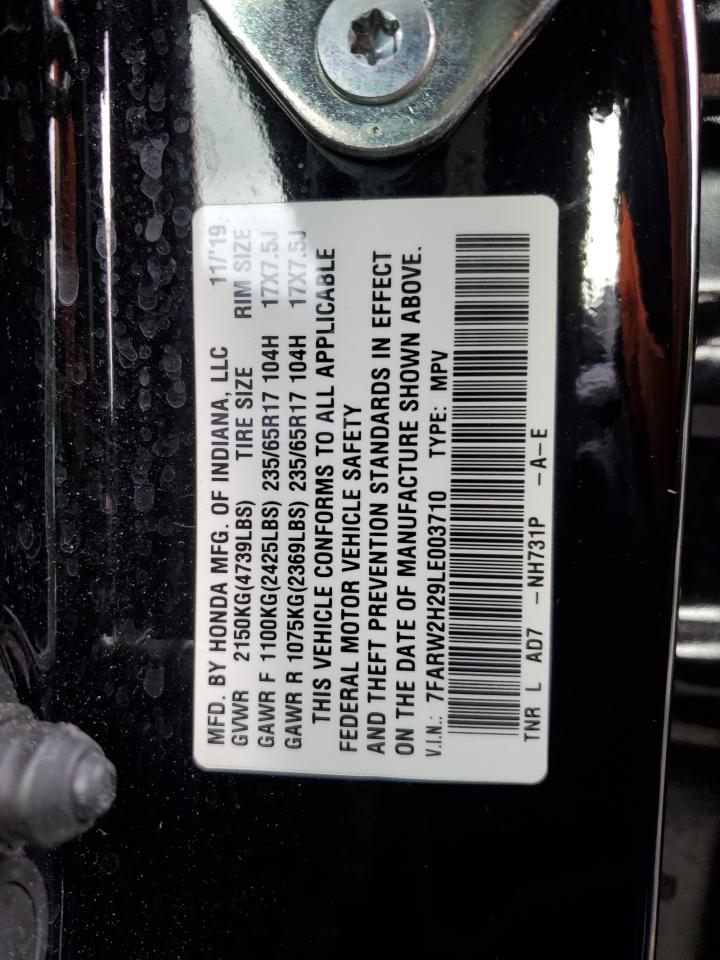 MFD. BY HONDA MFG. OF INDIANA, LLC 11/'19
GVWR 2150KG(4739LBS) TIRE SIZE RIM SIZE
GAWR F 1100KG(2425LBS) 235/65R17 104H 17X7.5J
GAWR R 1075KG(2369LBS) 235/65R17 104H 17X7.5J
THIS VEHICLE CONFORMS TO ALL APPLICABLE
FEDERAL MOTOR VEHICLE SAFETY
AND THEFT PREVENTION STANDARDS IN EFFECT
ON THE DATE OF MANUFACTURE SHOWN ABOVE.
V.I.N.: 7FARW2H29LE003710 TYPE: MPV
TNR L AD7 -NH731P -A-E